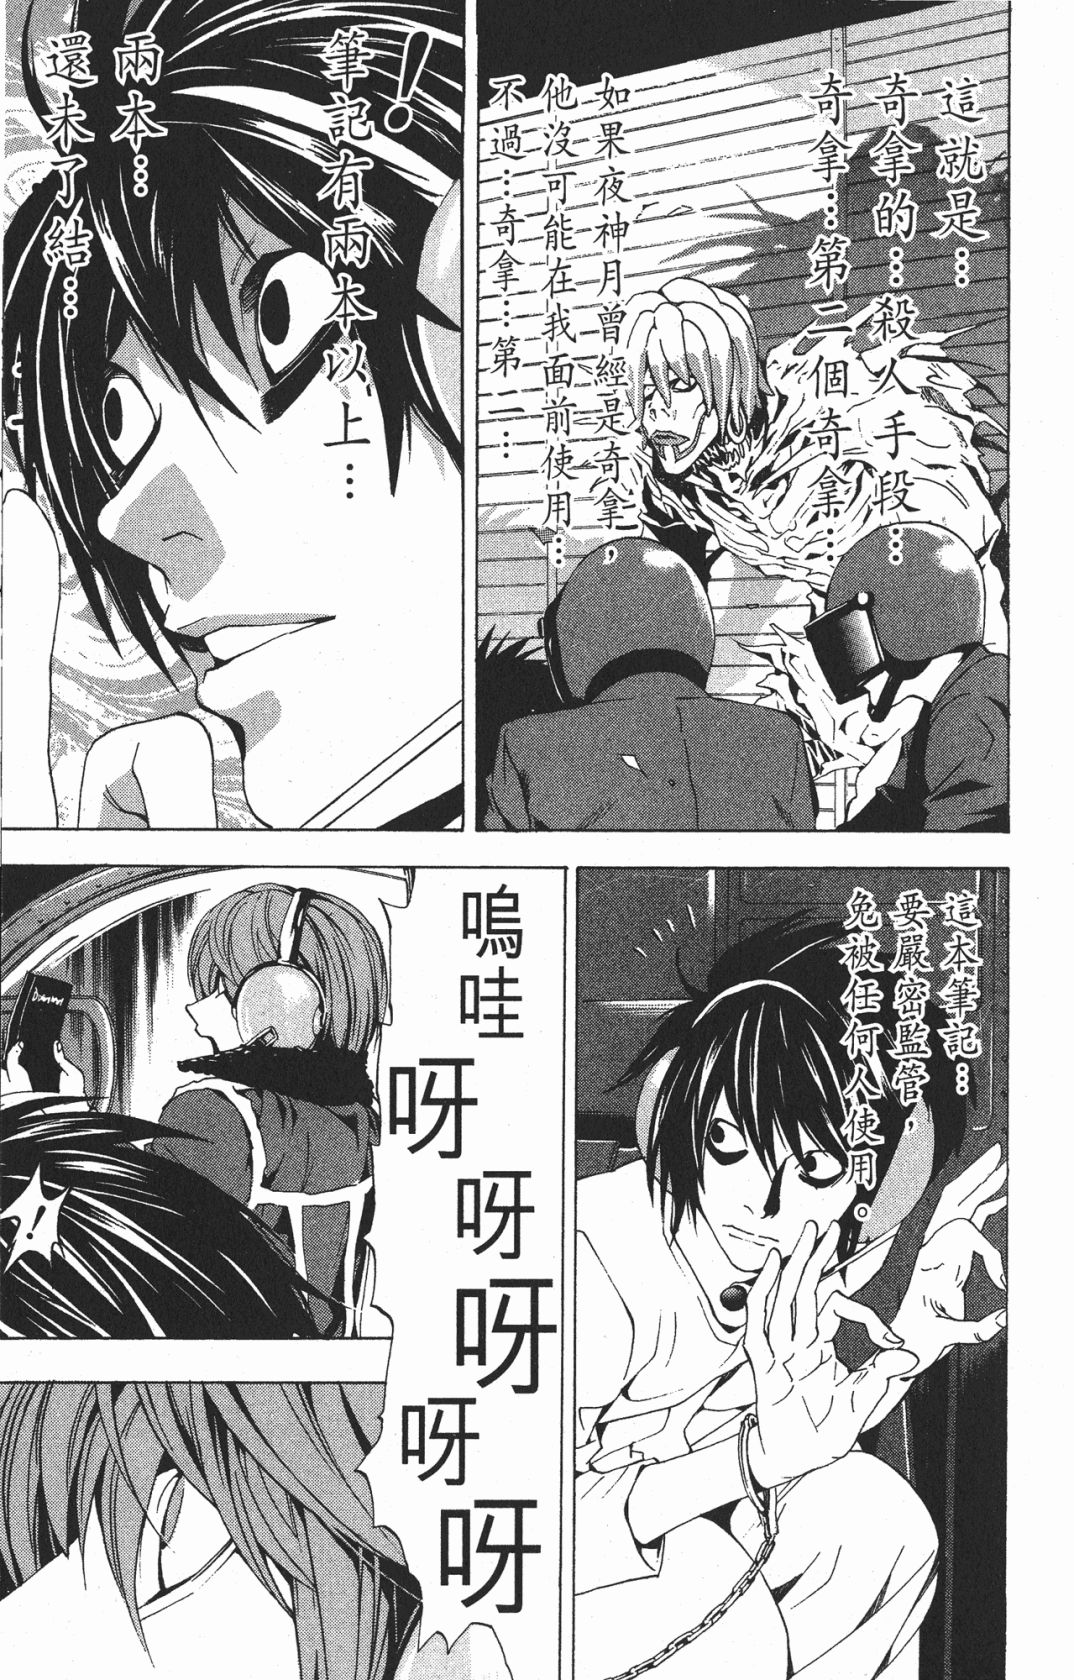 這就是…
奇拿的…殺人手段…
奇拿…第二個奇拿…
如果夜神月曾經是奇拿，
他沒可能在我面前使用…
不過…奇拿…第二…
！
筆記有兩本以上…
兩本…
還未了結…
這本筆記…
要嚴密監管，
免被任何人使用。
嗚哇
呀
呀
呀
呀
呀
！